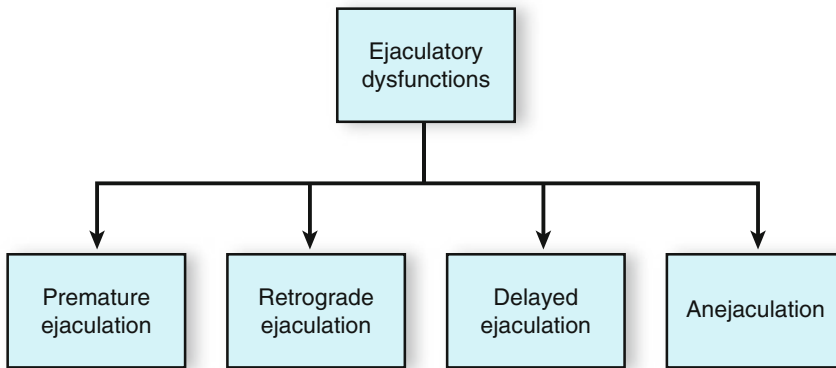 Ejaculatory
dysfunctions
Premature
ejaculation
Retrograde
ejaculation
Delayed
ejaculation
Anejaculation